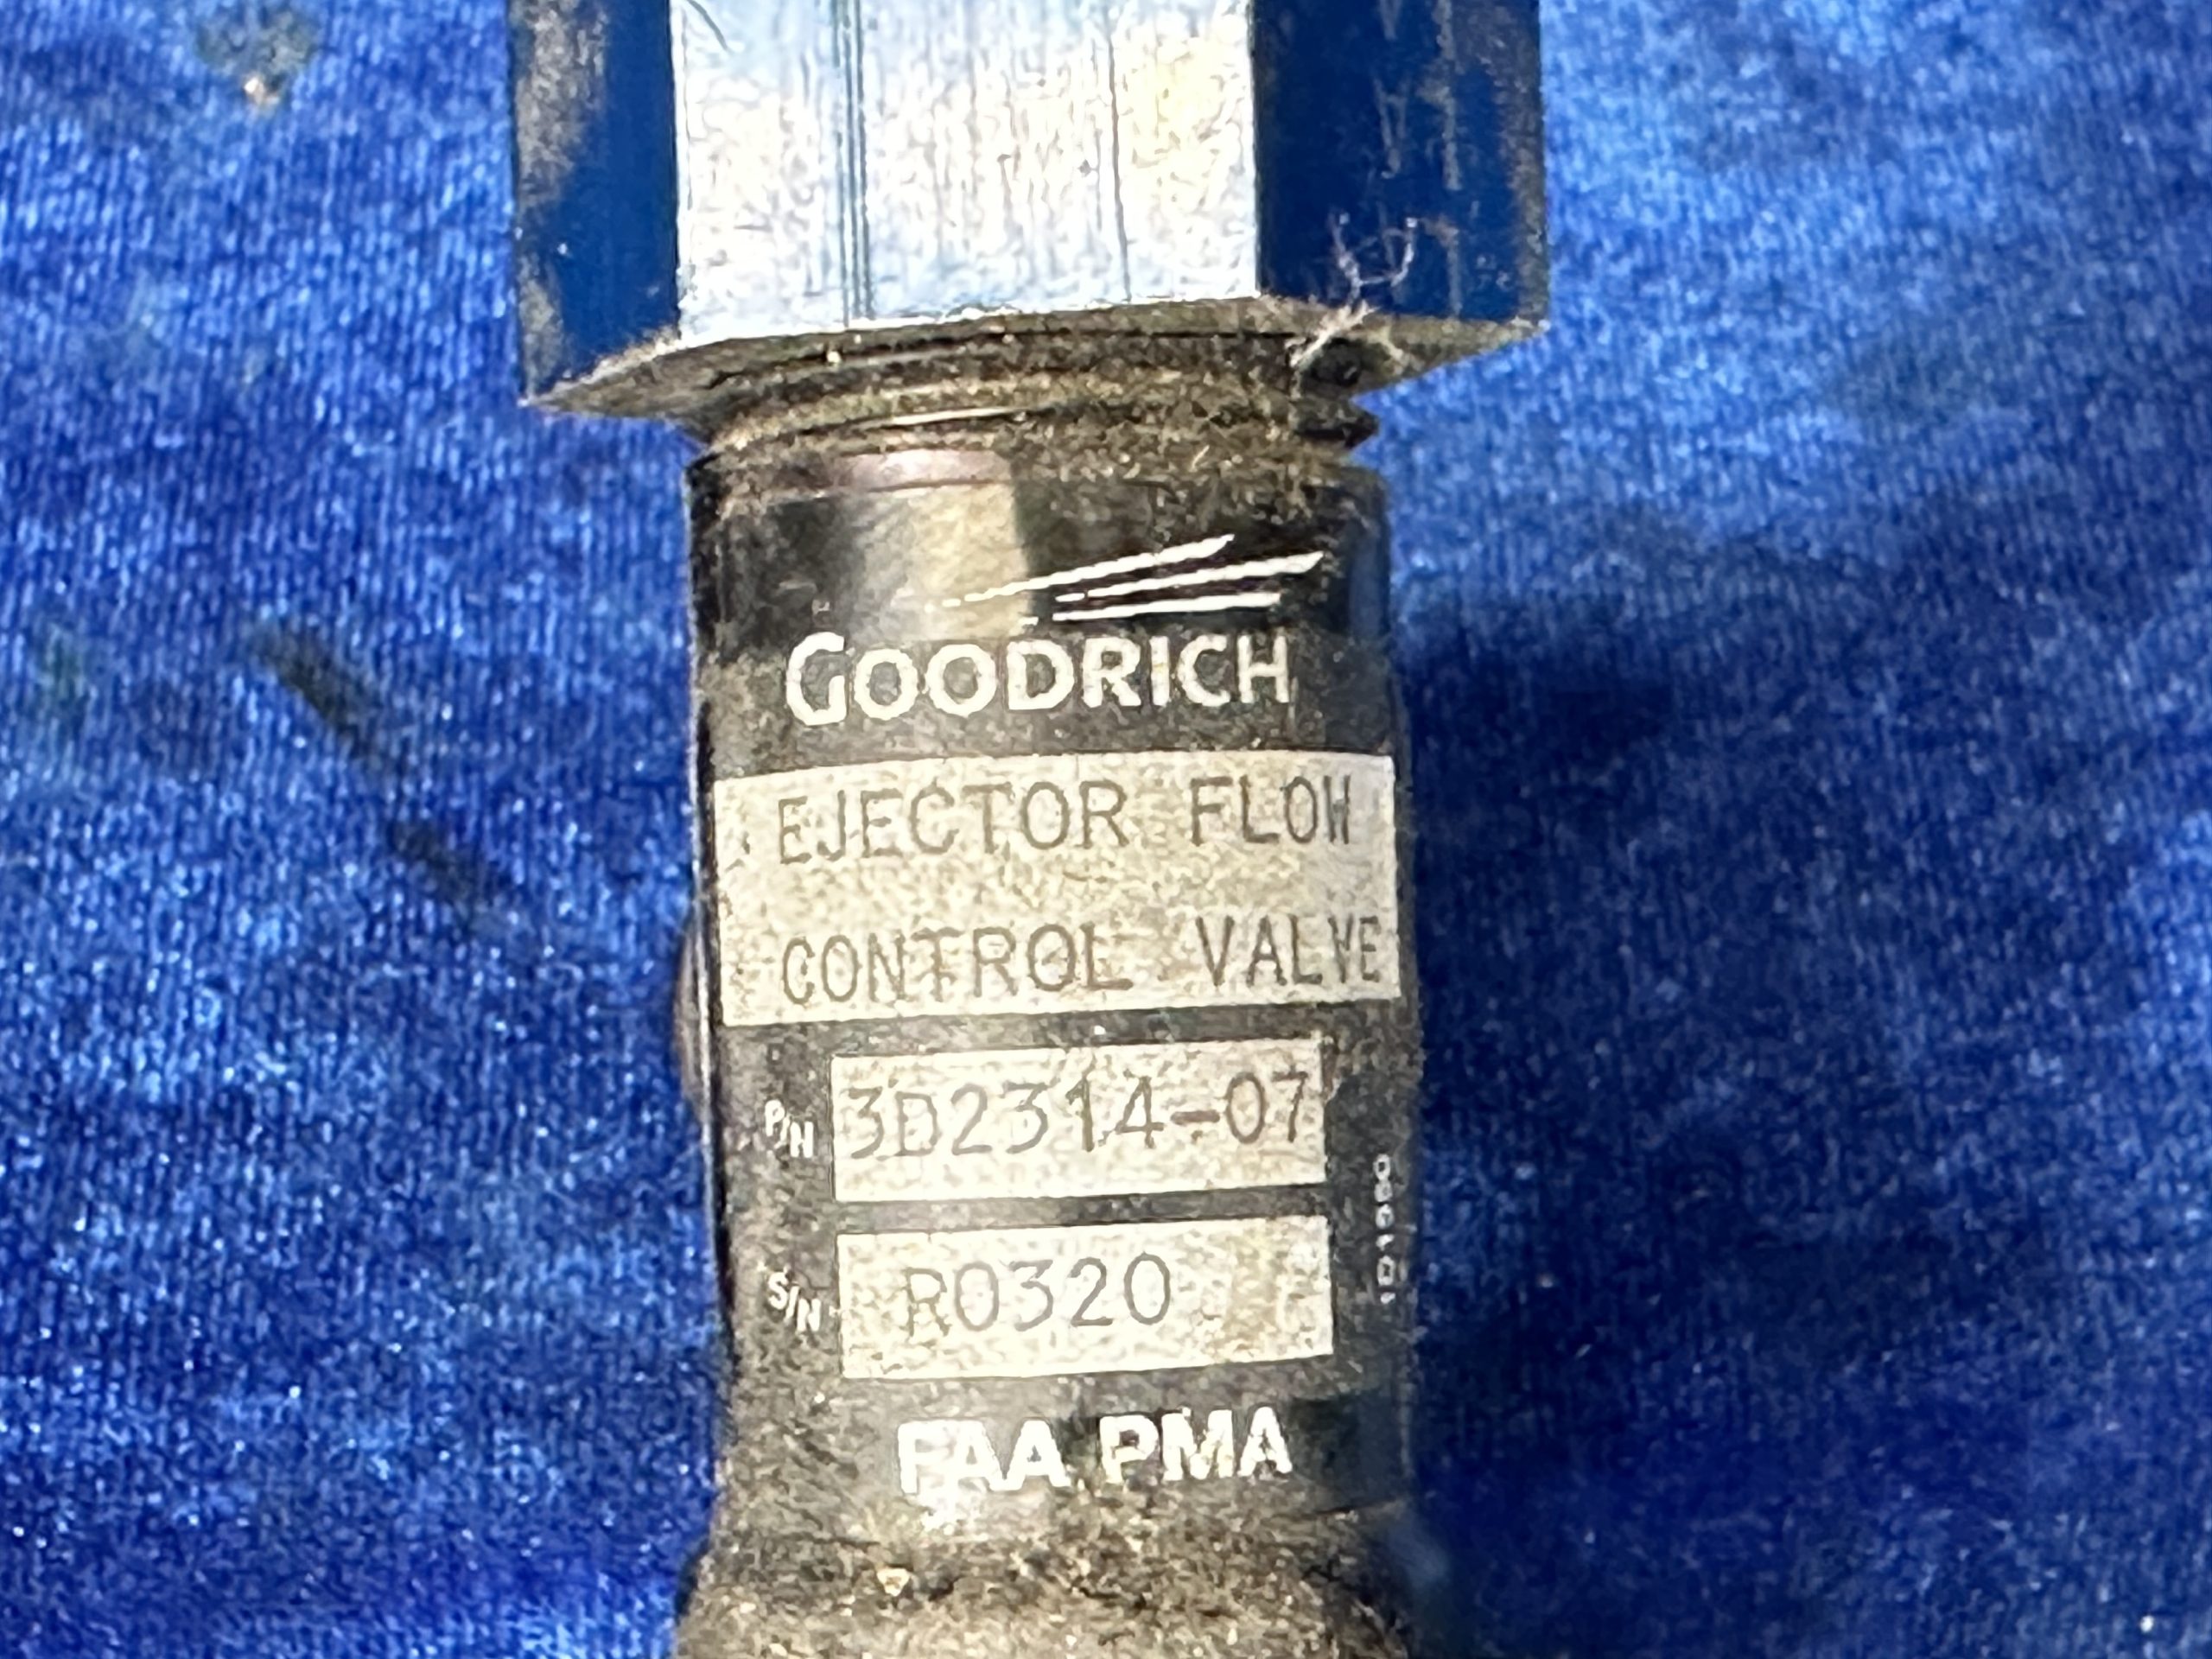 GOODRICH
EJECTOR FLOW
CONTROL VALVE
P/N 3D2314-07
S/N R0320
FAA PMA